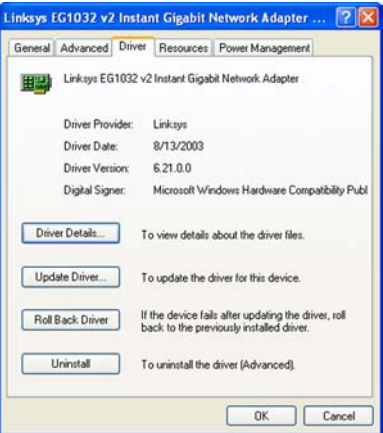 Linksys EG1032 v2 Instant Gigabit Network Adapter ...
General Advanced Driver Resources Power Management
Linksys EG1032 v2 Instant Gigabit Network Adapter
Driver Provider: Linksys
Driver Date: 8/13/2003
Driver Version: 6.21.0.0
Digital Signer: Microsoft Windows Hardware Compatibility Publ
Driver Details... To view details about the driver files.
Update Driver... To update the driver for this device.
Roll Back Driver If the device fails after updating the driver, roll
back to the previously installed driver.
Uninstall To uninstall the driver (Advanced).
OK Cancel